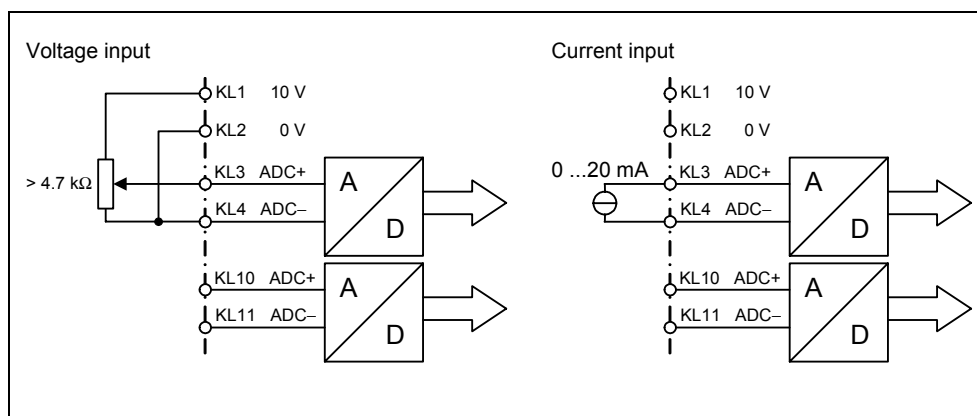 Voltage input
KL1 10 V
KL2 0 V
> 4.7 kΩ
KL3 ADC+
KL4 ADC−
A
D
KL10 ADC+
KL11 ADC−
A
D
Current input
KL1 10 V
KL2 0 V
0 ...20 mA
KL3 ADC+
KL4 ADC−
A
D
KL10 ADC+
KL11 ADC−
A
D